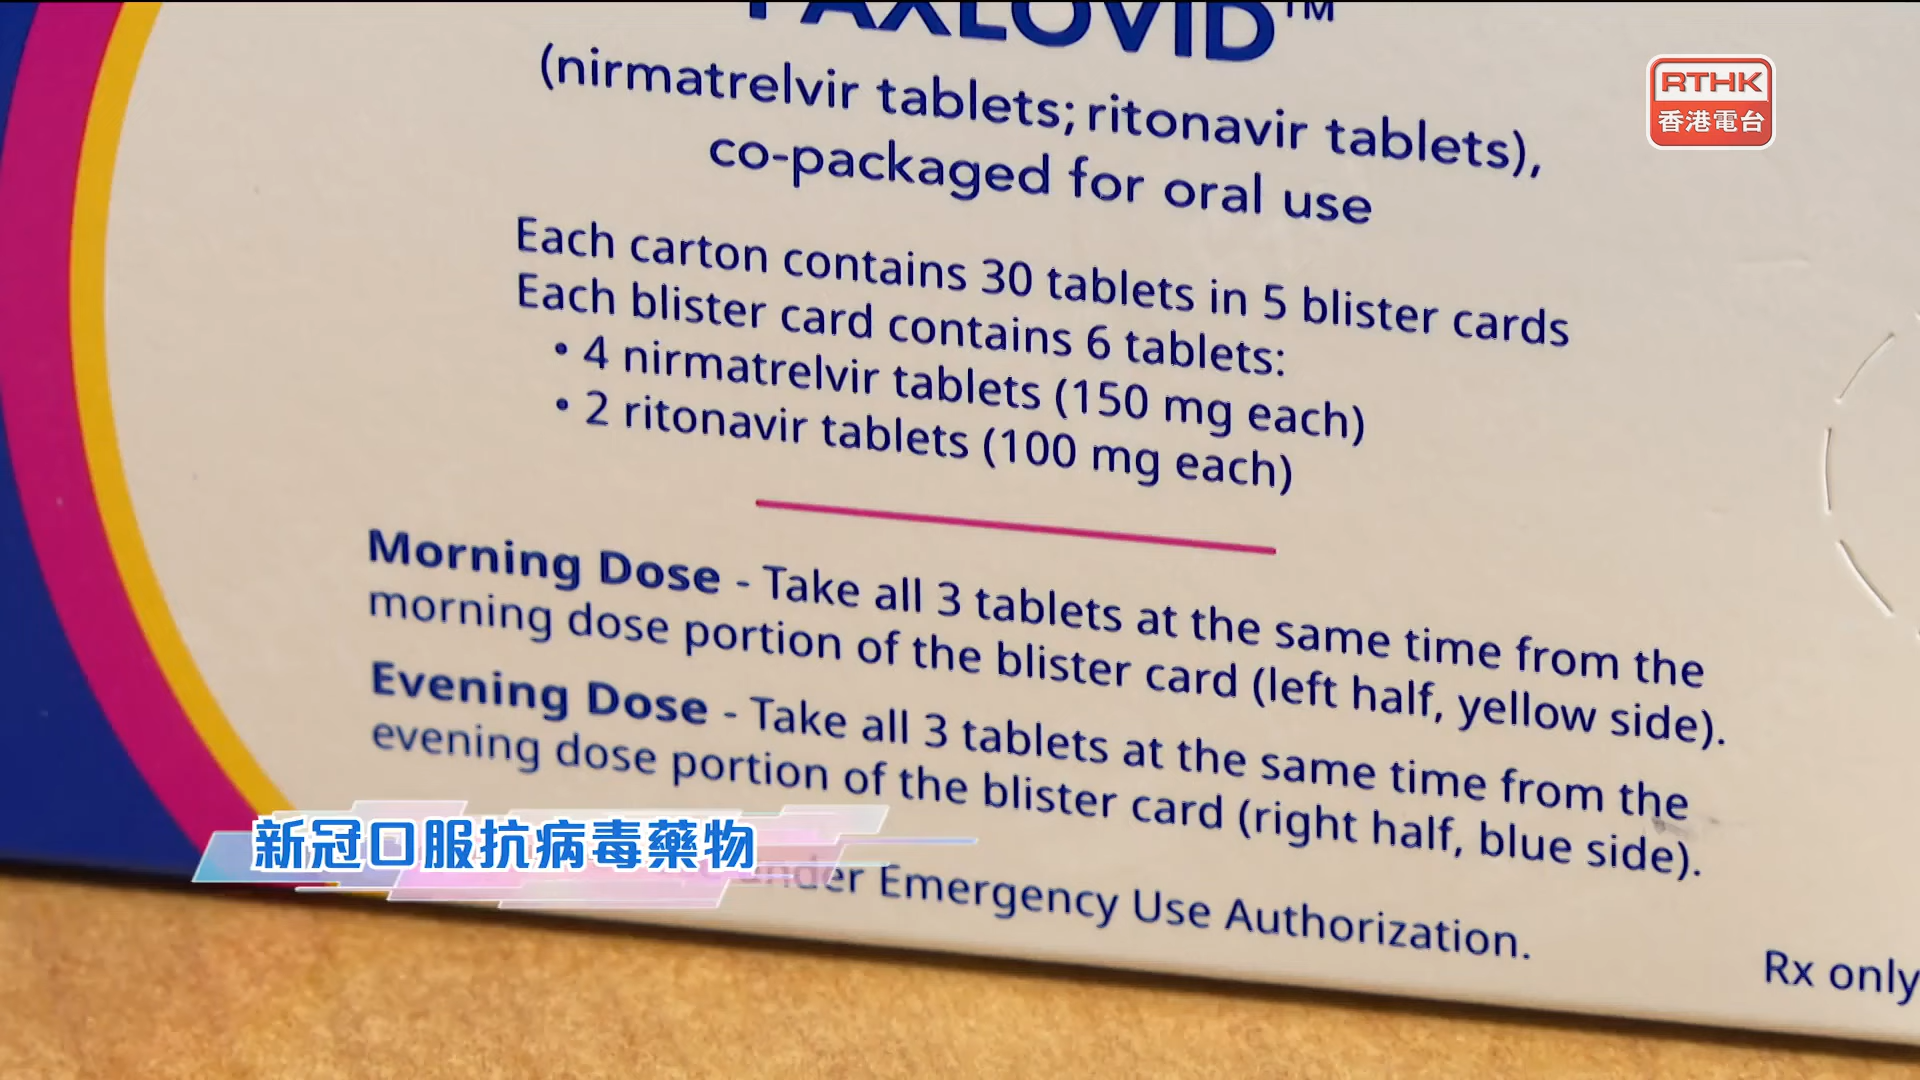 PAXLOVID™
RTHK
香港電台
(nirmatrelvir tablets; ritonavir tablets),
co-packaged for oral use
Each carton contains 30 tablets in 5 blister cards
Each blister card contains 6 tablets:
• 4 nirmatrelvir tablets (150 mg each)
• 2 ritonavir tablets (100 mg each)
Morning Dose - Take all 3 tablets at the same time from the
morning dose portion of the blister card (left half, yellow side).
Evening Dose - Take all 3 tablets at the same time from the
evening dose portion of the blister card (right half, blue side).
新冠口服抗病毒藥物
under Emergency Use Authorization.
Rx only